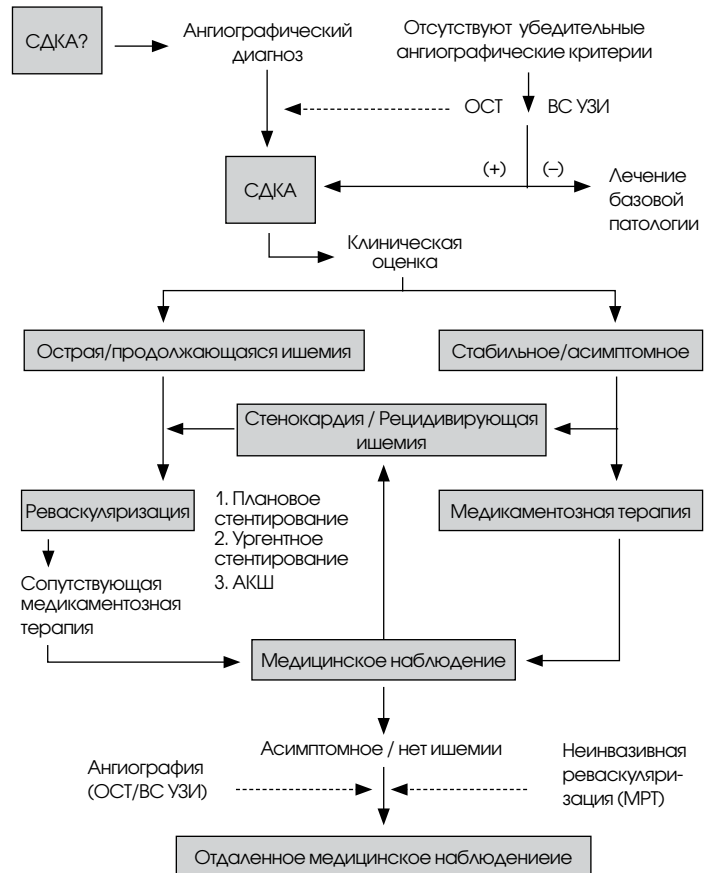 СДКА?
Ангиографический
диагноз
Отсутствуют убедительные
ангиографические критерии
ОСТ
ВС УЗИ
(+)
(–)
СДКА
Лечение
базовой
патологии
Клиническая
оценка
Острая/продолжающаяся ишемия
Стабильное/асимптомное
Стенокардия / Рецидивирующая
ишемия
Реваскуляризация
1. Плановое
стентирование
2. Ургентное
стентирование
3. АКШ
Медикаментозная терапия
Сопутствующая
медикаментозная
терапия
Медицинское наблюдение
Асимптомное / нет ишемии
Ангиография
(ОСТ/ВС УЗИ)
Неинвазивная
реваскуляри-
зация (МРТ)
Отдаленное медицинское наблюдениеие